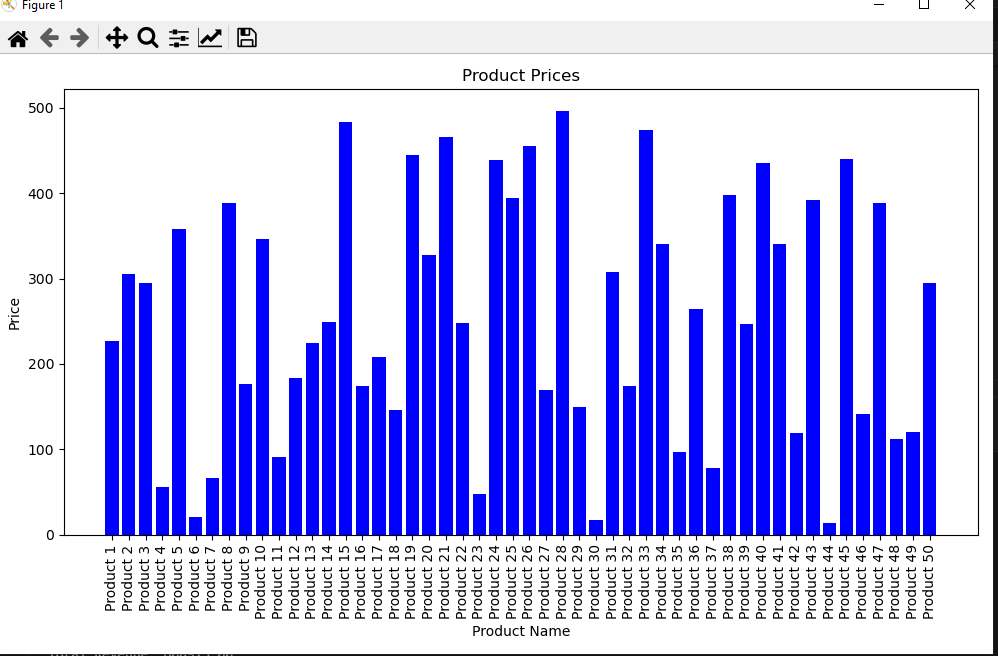 Figure 1
Product Prices
500
400
300
200
100
0
Price
Product 1
Product 2
Product 3
Product 4
Product 5
Product 6
Product 7
Product 8
Product 9
Product 10
Product 11
Product 12
Product 13
Product 14
Product 15
Product 16
Product 17
Product 18
Product 19
Product 20
Product 21
Product 22
Product 23
Product 24
Product 25
Product 26
Product 27
Product 28
Product 29
Product 30
Product 31
Product 32
Product 33
Product 34
Product 35
Product 36
Product 37
Product 38
Product 39
Product 40
Product 41
Product 42
Product 43
Product 44
Product 45
Product 46
Product 47
Product 48
Product 49
Product 50
Product Name